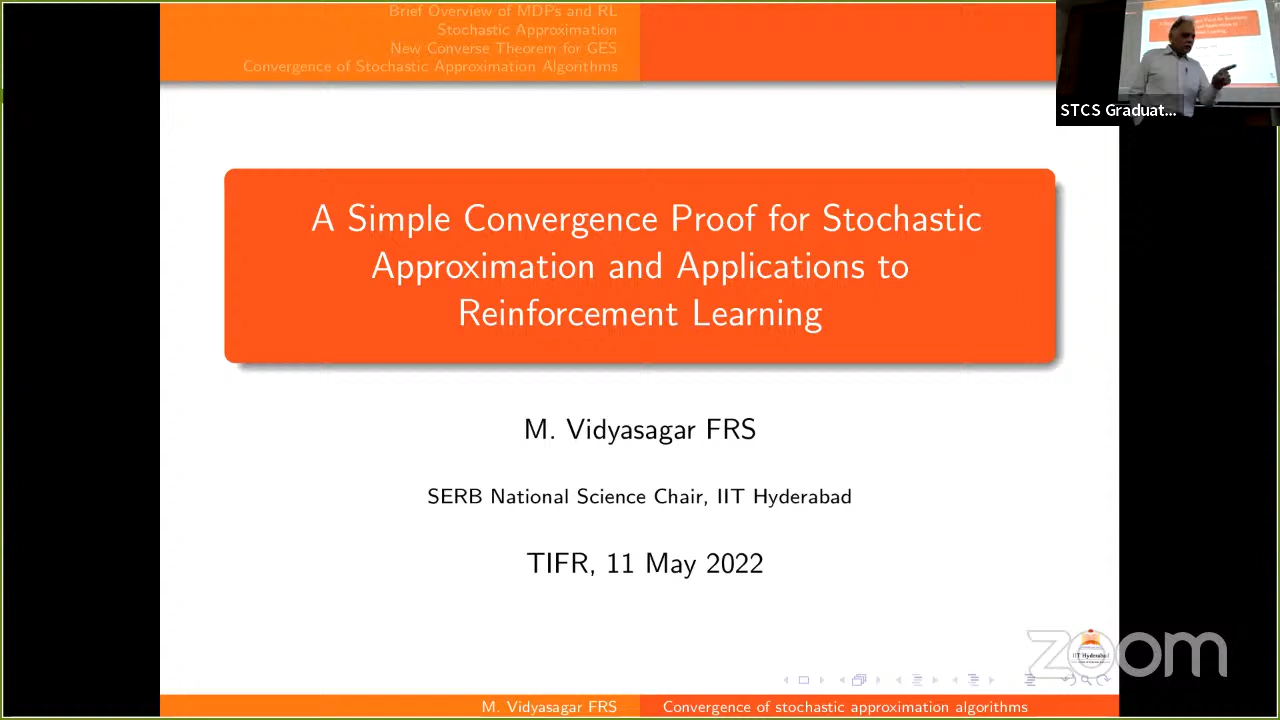 Brief Overview of MDPs and RL
Stochastic Approximation
New Converse Theorem for GES
Convergence of Stochastic Approximation Algorithms
STCS Graduat...
A Simple Convergence Proof for Stochastic
Approximation and Applications to
Reinforcement Learning
M. Vidyasagar FRS
SERB National Science Chair, IIT Hyderabad
TIFR, 11 May 2022
IIT Hyderabad
zoom
M. Vidyasagar FRS
Convergence of stochastic approximation algorithms